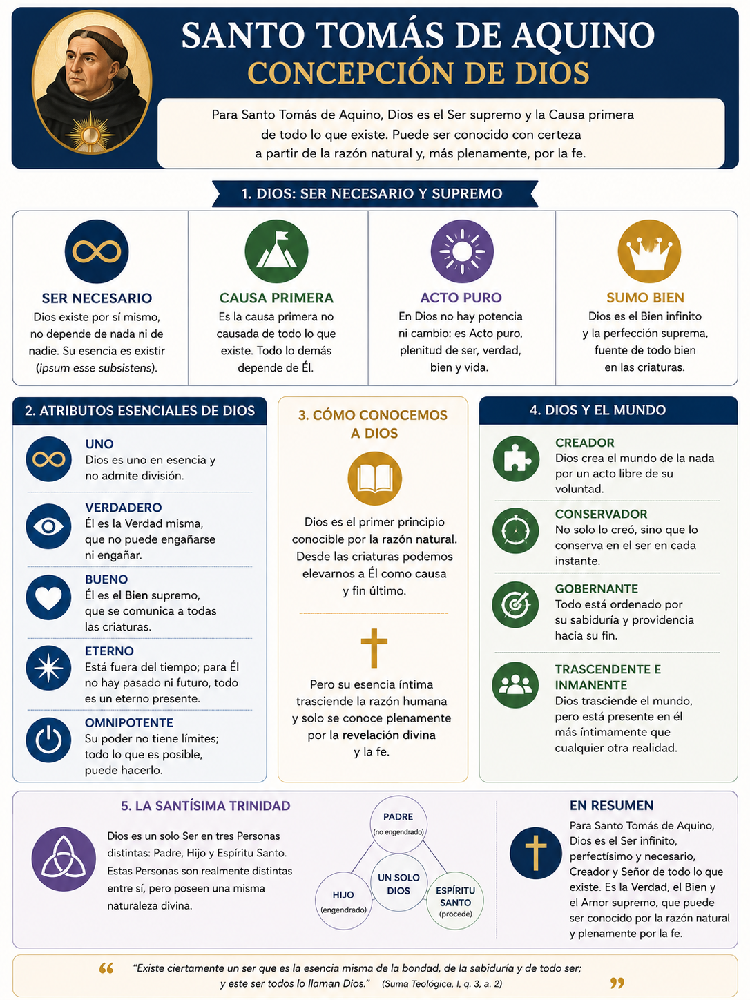 SANTO TOMÁS DE AQUINO
CONCEPCIÓN DE DIOS
Para Santo Tomás de Aquino, Dios es el Ser supremo y la Causa primera
de todo lo que existe. Puede ser conocido con certeza
a partir de la razón natural y, más plenamente, por la fe.
1. DIOS: SER NECESARIO Y SUPREMO
SER NECESARIO
Dios existe por sí mismo,
no depende de nada ni de
nadie. Su esencia es existir
(ipsum esse subsistens).
CAUSA PRIMERA
Es la causa primera no
causada de todo lo que
existe. Todo lo demás
depende de Él.
ACTO PURO
En Dios no hay potencia
ni cambio: es Acto puro,
plenitud de ser, verdad,
bien y vida.
SUMO BIEN
Dios es el Bien infinito
y la perfección suprema,
fuente de todo bien
en las criaturas.
2. ATRIBUTOS ESENCIALES DE DIOS
UNO
Dios es uno en esencia y
no admite división.
VERDADERO
Él es la Verdad misma,
que no puede engañarse
ni engañar.
BUENO
Él es el Bien supremo,
que se comunica a todas
las criaturas.
ETERNO
Está fuera del tiempo; para Él
no hay pasado ni futuro, todo
es un eterno presente.
OMNIPOTENTE
Su poder no tiene límites;
todo lo que es posible,
puede hacerlo.
3. CÓMO CONOCEMOS
A DIOS
Dios es el primer principio
conocible por la razón natural.
Desde las criaturas podemos
elevarnos a Él como causa
y fin último.
Pero su esencia íntima
trasciende la razón humana
y solo se conoce plenamente
por la revelación divina
y la fe.
4. DIOS Y EL MUNDO
CREADOR
Dios crea el mundo de la nada
por un acto libre de su
voluntad.
CONSERVADOR
No solo lo creó, sino que lo
conserva en el ser en cada
instante.
GOBERNANTE
Todo está ordenado por
su sabiduría y providencia
hacia su fin.
TRASCENDENTE E
INMANENTE
Dios trasciende el mundo,
pero está presente en él
más íntimamente que
cualquier otra realidad.
5. LA SANTÍSIMA TRINIDAD
Dios es un solo Ser en tres Personas
distintas: Padre, Hijo y Espíritu Santo.
Estas Personas son realmente distintas
entre sí, pero poseen una misma
naturaleza divina.
PADRE
(no engendrado)
UN SOLO
DIOS
HIJO
(engendrado)
ESPÍRITU
SANTO
(procede)
EN RESUMEN
Para Santo Tomás de Aquino,
Dios es el Ser infinito,
perfectísimo y necesario,
Creador y Señor de todo lo que
existe. Es la Verdad, el Bien y
el Amor supremo, que puede
ser conocido por la razón natural
y plenamente por la fe.
“Existe ciertamente un ser que es la esencia misma de la bondad, de la sabiduría y de todo ser;
y este ser todos lo llaman Dios.” (Suma Teológica, I, q. 3, a. 2)